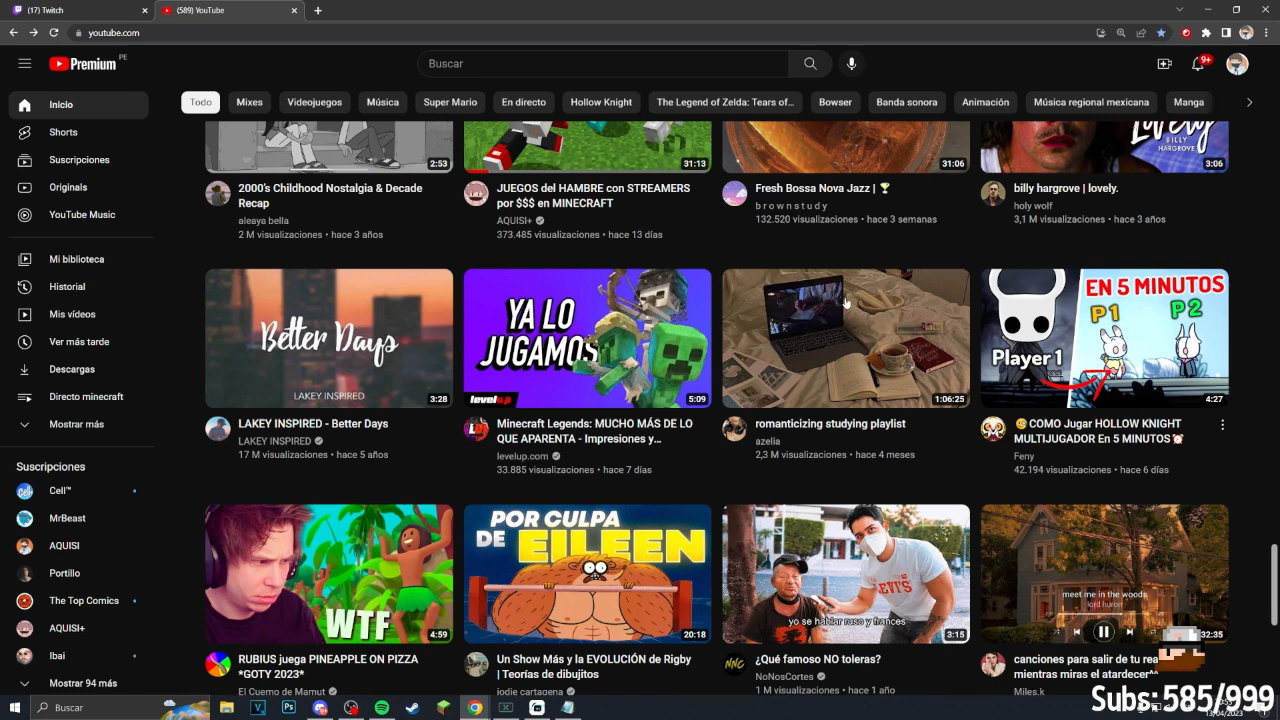 (17) Twitch
(589) YouTube
youtube.com
Premium PE
Buscar
9+
Inicio
Shorts
Suscripciones
Originals
YouTube Music
Mi biblioteca
Historial
Mis vídeos
Ver más tarde
Descargas
Directo minecraft
Mostrar más
Suscripciones
Cell™
MrBeast
AQUISI
Portillo
The Top Comics
AQUISI+
Ibai
Mostrar 94 más
Todo
Mixes
Videojuegos
Música
Super Mario
En directo
Hollow Knight
The Legend of Zelda: Tears of...
Bowser
Banda sonora
Animación
Música regional mexicana
Manga
2:53
31:13
31:06
Lovely
BILLY
HARGROVE
3:06
2000's Childhood Nostalgia & Decade
Recap
aleaya bella
2 M visualizaciones • hace 3 años
JUEGOS del HAMBRE con STREAMERS
por $$$ en MINECRAFT
AQUISI+
373.485 visualizaciones • hace 13 días
Fresh Bossa Nova Jazz |
b r o w n s t u d y
132.520 visualizaciones • hace 3 semanas
billy hargrove | lovely.
holy wolf
3,1 M visualizaciones • hace 3 años
Better Days
LAKEY INSPIRED
3:28
YA LO
JUGAMOS
levelup
5:09
1:06:25
EN 5 MINUTOS
P1
P2
Player 1
4:27
LAKEY INSPIRED - Better Days
LAKEY INSPIRED
17 M visualizaciones • hace 5 años
Minecraft Legends: MUCHO MÁS DE LO
QUE APARENTA - Impresiones y...
levelup.com
33.885 visualizaciones • hace 7 días
romanticizing studying playlist
azelia
2,3 M visualizaciones • hace 4 meses
COMO Jugar HOLLOW KNIGHT
MULTIJUGADOR En 5 MINUTOS
Feny
42.194 visualizaciones • hace 6 días
WTF
4:59
POR CULPA
DE EILEEN
20:18
LEVI'S
yo se hablar ruso y frances
3:15
meet me in the woods
lord huron
32:35
RUBIUS juega PINEAPPLE ON PIZZA
*GOTY 2023*
El Cuerno de Mamut
Un Show Más y la EVOLUCIÓN de Rigby
| Teorías de dibujitos
jodie cartagena
¿Qué famoso NO toleras?
NoNosCortes
1 M visualizaciones • hace 1 año
canciones para salir de tu rea
mientras miras el atardecer
Miles.k
Buscar
Subs: 585/999
13/04/2023